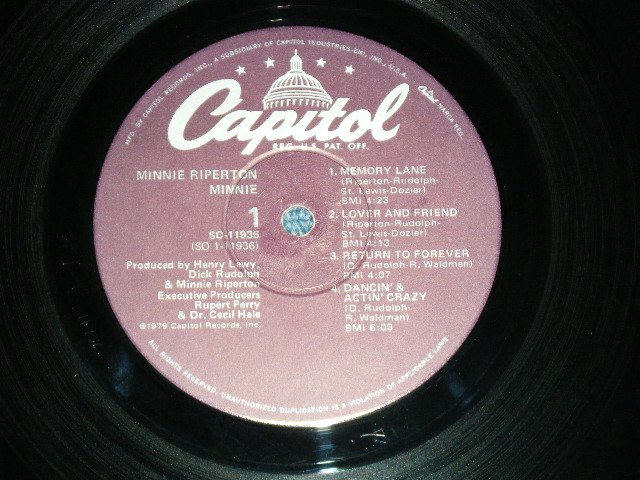 MFD. BY CAPITOL RECORDS, INC., A SUBSIDIARY OF CAPITOL INDUSTRIES-EMI, INC., U.S.A.
Capitol MARCA REG.
Capitol
REG. U.S. PAT. OFF.
MINNIE RIPERTON
MINNIE
1
SO-11936
(SO 1-11936)
Produced by Henry Lewy,
Dick Rudolph
& Minnie Riperton
Executive Producers
Rupert Perry
& Dr. Cecil Hale
©1979 Capitol Records, Inc.
1. MEMORY LANE
(Riperton-Rudolph-
St. Lewis-Dozier)
BMI 4:23
2. LOVER AND FRIEND
(Riperton-Rudolph-
St. Lewis-Dozier)
BMI 4:13
3. RETURN TO FOREVER
(D. Rudolph-R. Waldman)
BMI 4:07
4. DANCIN' &
ACTIN' CRAZY
(D. Rudolph-
R. Waldman)
BMI 6:03
ALL RIGHTS RESERVED. UNAUTHORIZED DUPLICATION IS A VIOLATION OF APPLICABLE LAWS